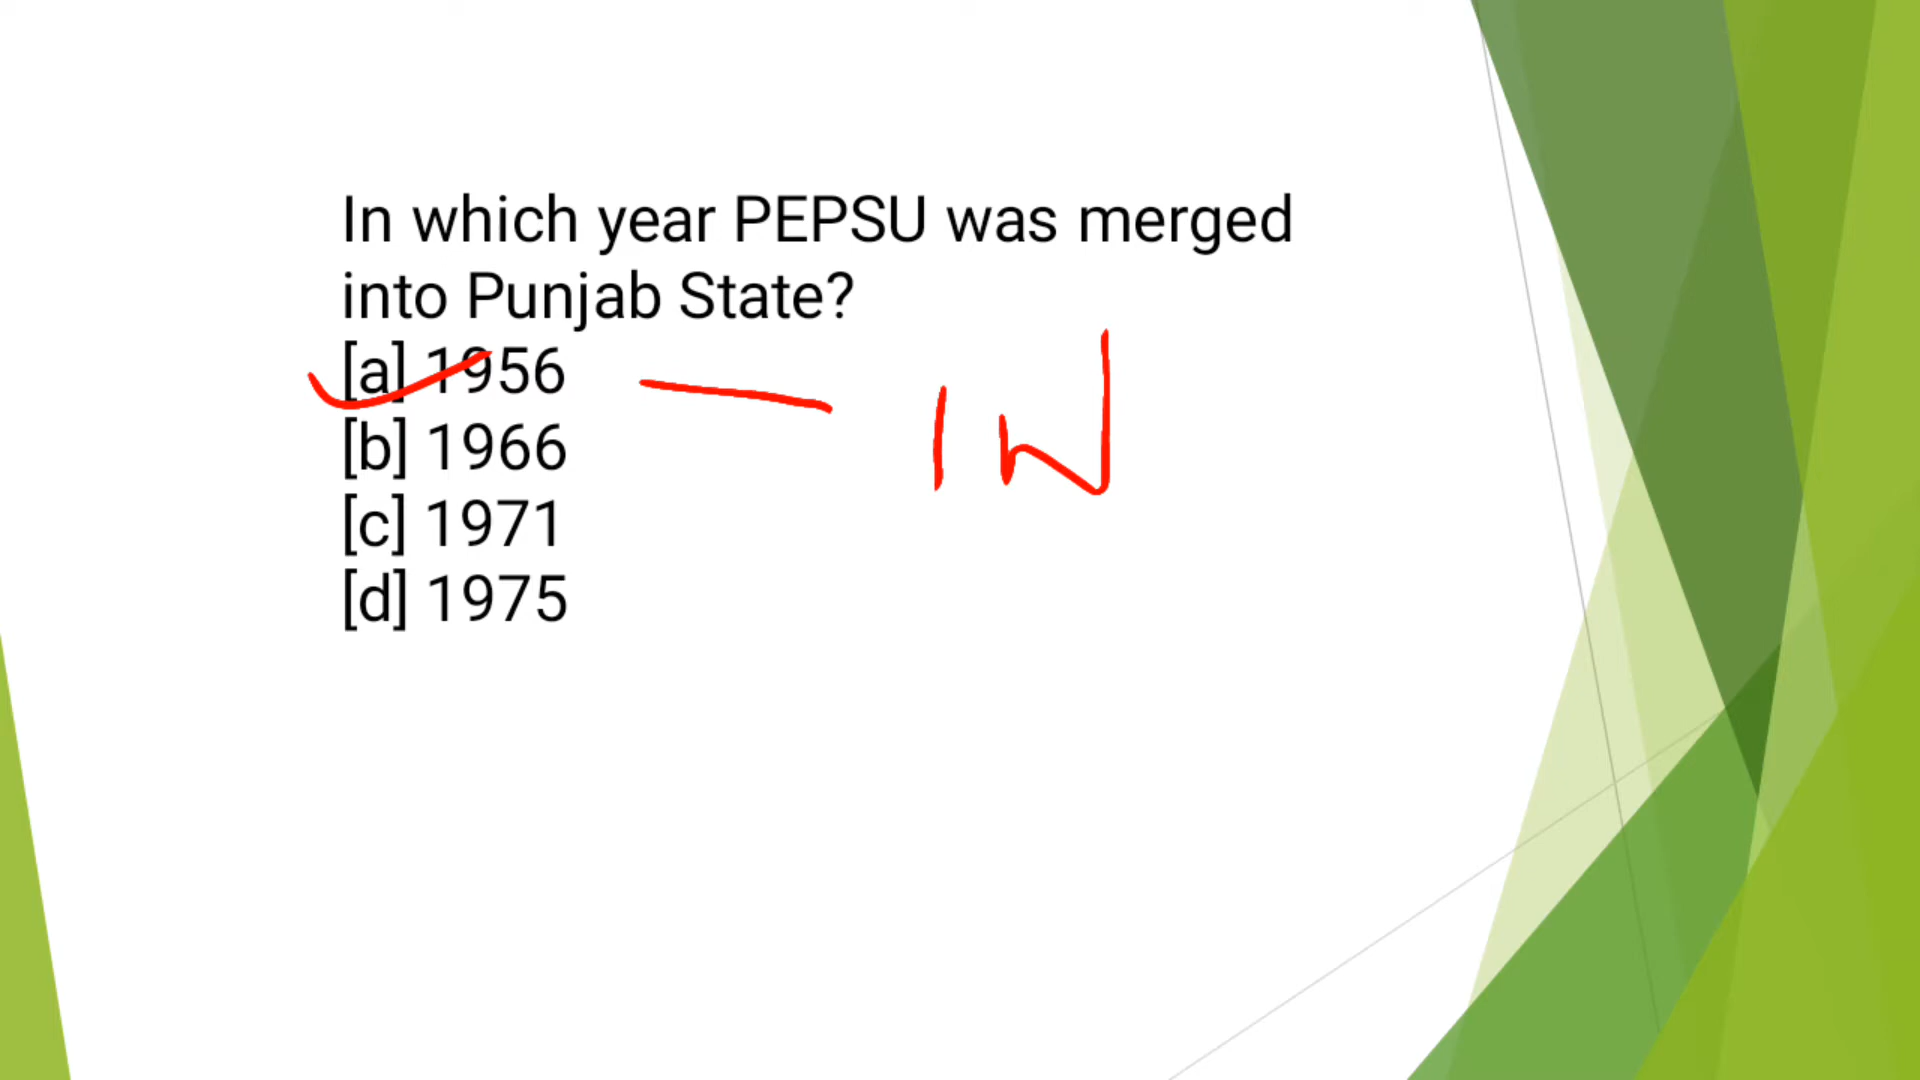 In which year PEPSU was merged
into Punjab State?
[a] 1956
[b] 1966
[c] 1971
[d] 1975